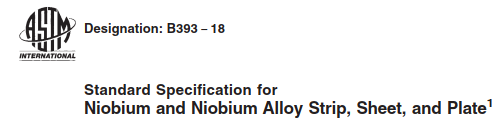 ASTM
INTERNATIONAL
Designation: B393 – 18
Standard Specification for
Niobium and Niobium Alloy Strip, Sheet, and Plate¹